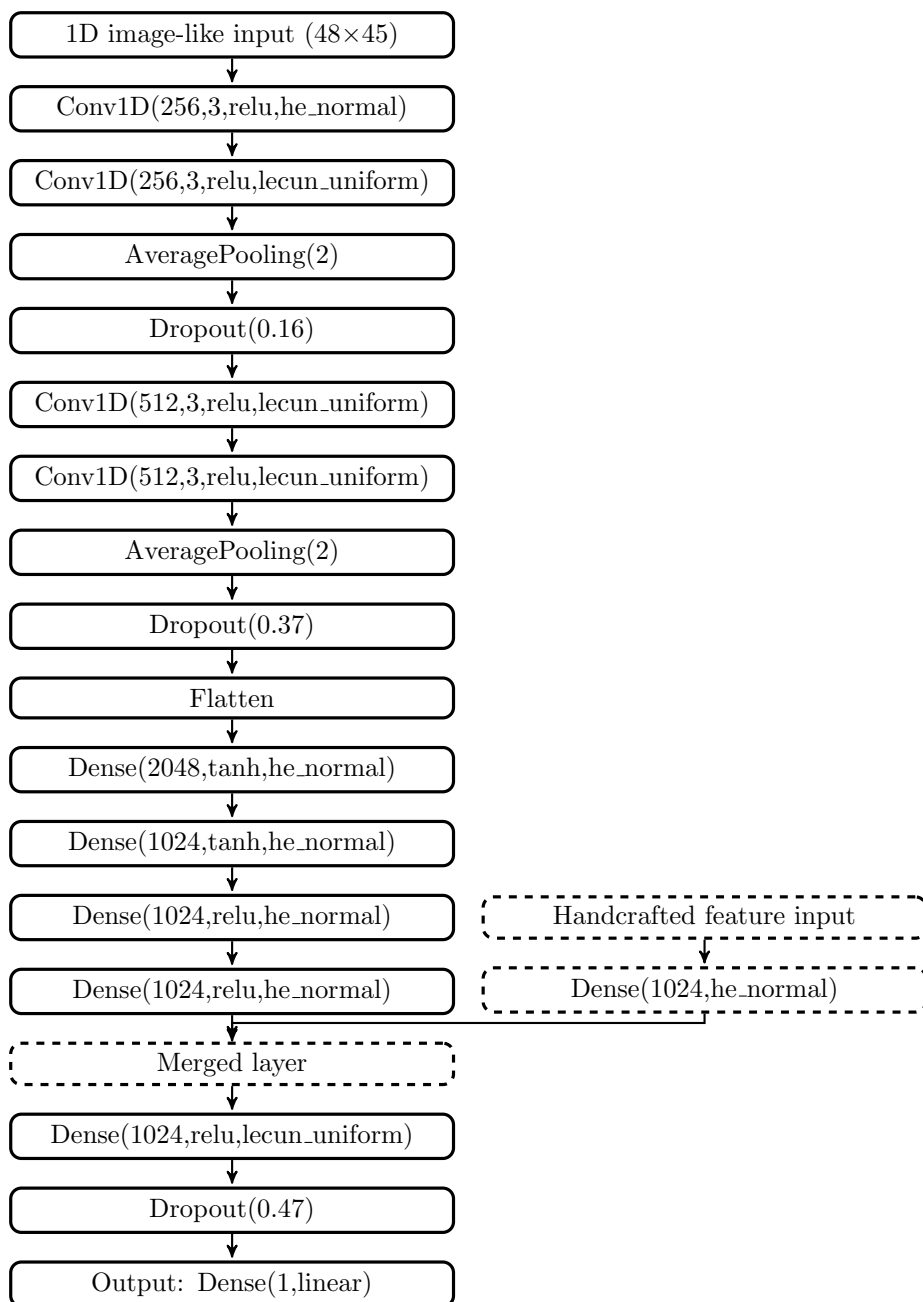 1D image-like input (48×45)
Conv1D(256,3,relu,he_normal)
Conv1D(256,3,relu,lecun_uniform)
AveragePooling(2)
Dropout(0.16)
Conv1D(512,3,relu,lecun_uniform)
Conv1D(512,3,relu,lecun_uniform)
AveragePooling(2)
Dropout(0.37)
Flatten
Dense(2048,tanh,he_normal)
Dense(1024,tanh,he_normal)
Dense(1024,relu,he_normal)
Handcrafted feature input
Dense(1024,relu,he_normal)
Dense(1024,he_normal)
Merged layer
Dense(1024,relu,lecun_uniform)
Dropout(0.47)
Output: Dense(1,linear)